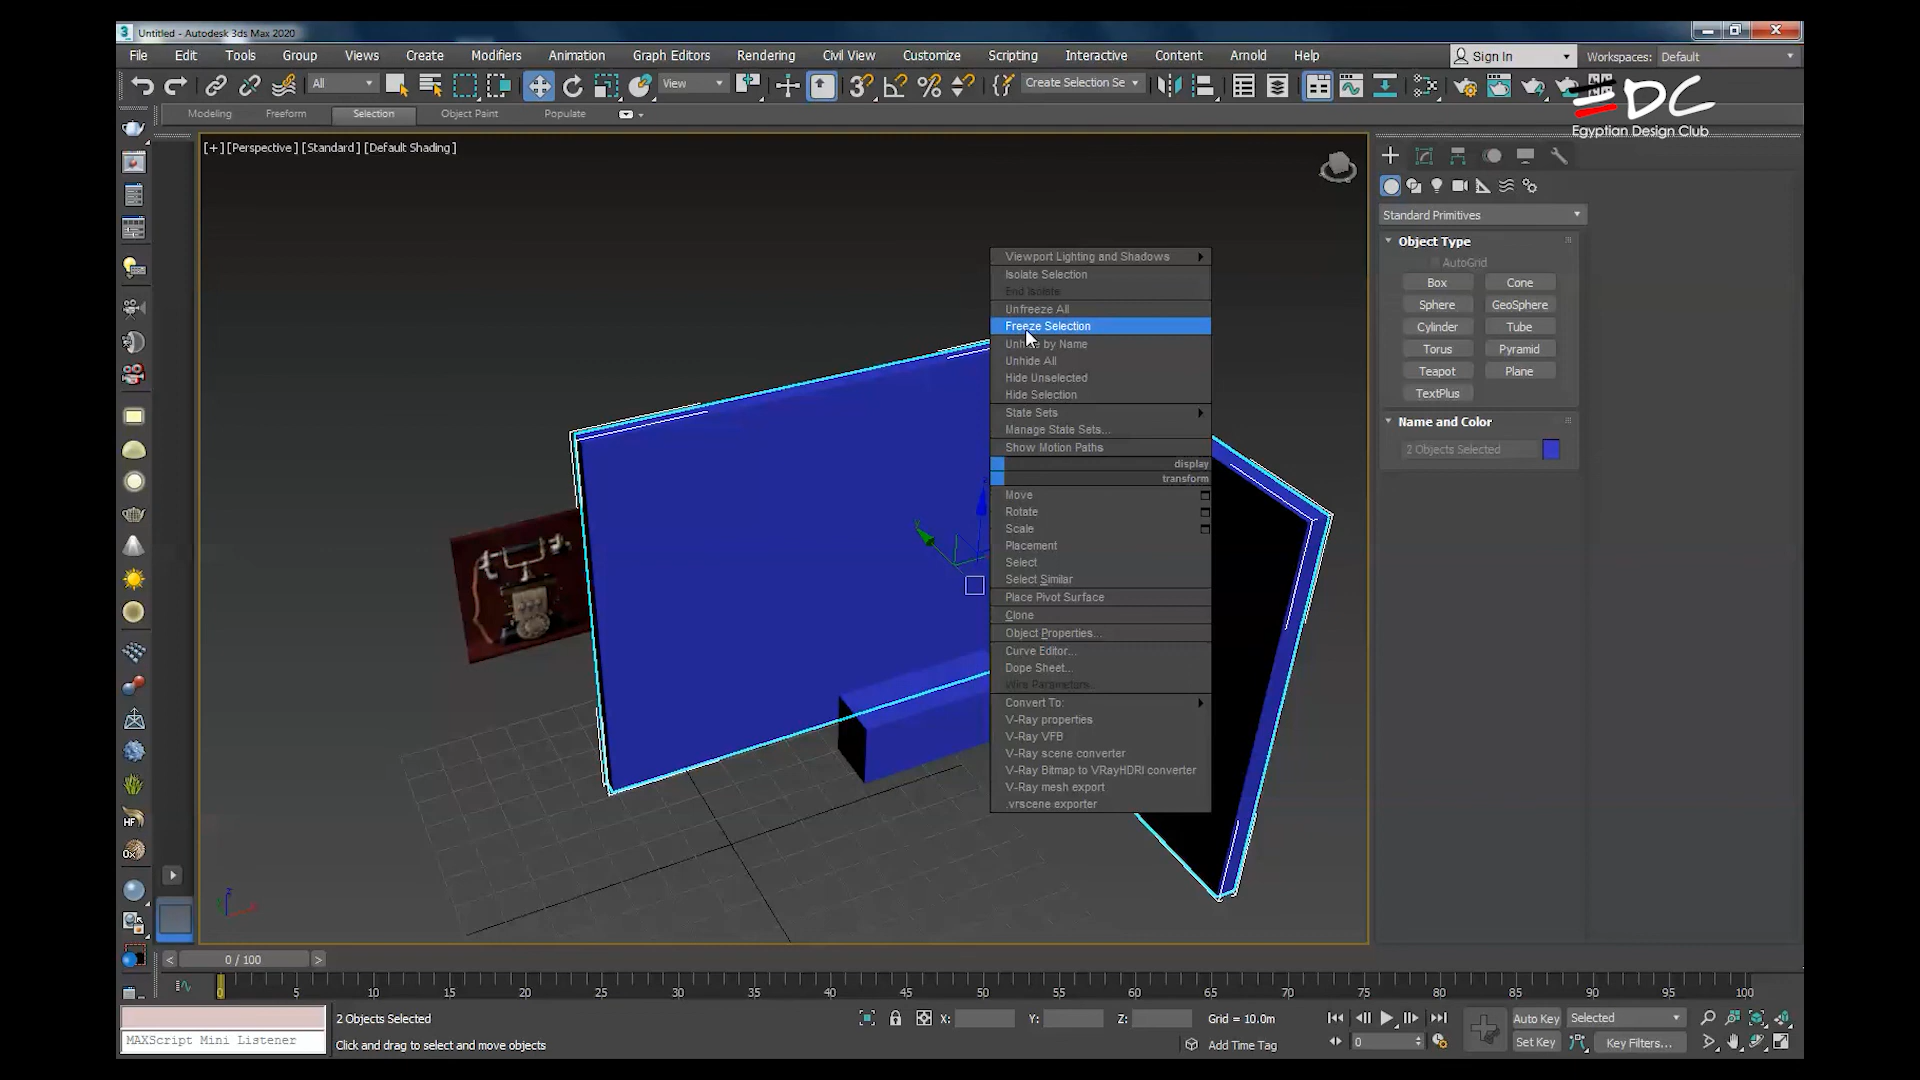 Untitled - Autodesk 3ds Max 2020
File Edit Tools Group Views Create Modifiers Animation Graph Editors Rendering Civil View Customize Scripting Interactive Content Arnold Help
Sign In Workspaces: Default
All View Create Selection Se
EDC
Egyptian Design Club
Modeling Freeform Selection Object Paint Populate
[+] [Perspective] [Standard] [Default Shading]
Standard Primitives
Object Type
AutoGrid
Box Cone
Sphere GeoSphere
Cylinder Tube
Torus Pyramid
Teapot Plane
TextPlus
Name and Color
2 Objects Selected
Viewport Lighting and Shadows
Isolate Selection
End Isolate
Unfreeze All
Freeze Selection
by Name
Unhide All
Hide Unselected
Hide Selection
State Sets
Manage State Sets...
Show Motion Paths
display
transform
Move
Rotate
Scale
Placement
Select
Select Similar
Place Pivot Surface
Clone
Object Properties...
Curve Editor...
Dope Sheet...
Wire Parameters...
Convert To:
V-Ray properties
V-Ray VFB
V-Ray scene converter
V-Ray Bitmap to VRayHDRI converter
V-Ray mesh export
.vrscene exporter
HF
z
< 0 / 100 >
0 5 10 15 20 25 30 35 40 45 50 55 60 65 70 75 80 85 90 95 100
2 Objects Selected X: Y: Z: Grid = 10.0m Auto Key Selected
MAXScript Mini Listener Click and drag to select and move objects Add Time Tag 0 Set Key Key Filters...